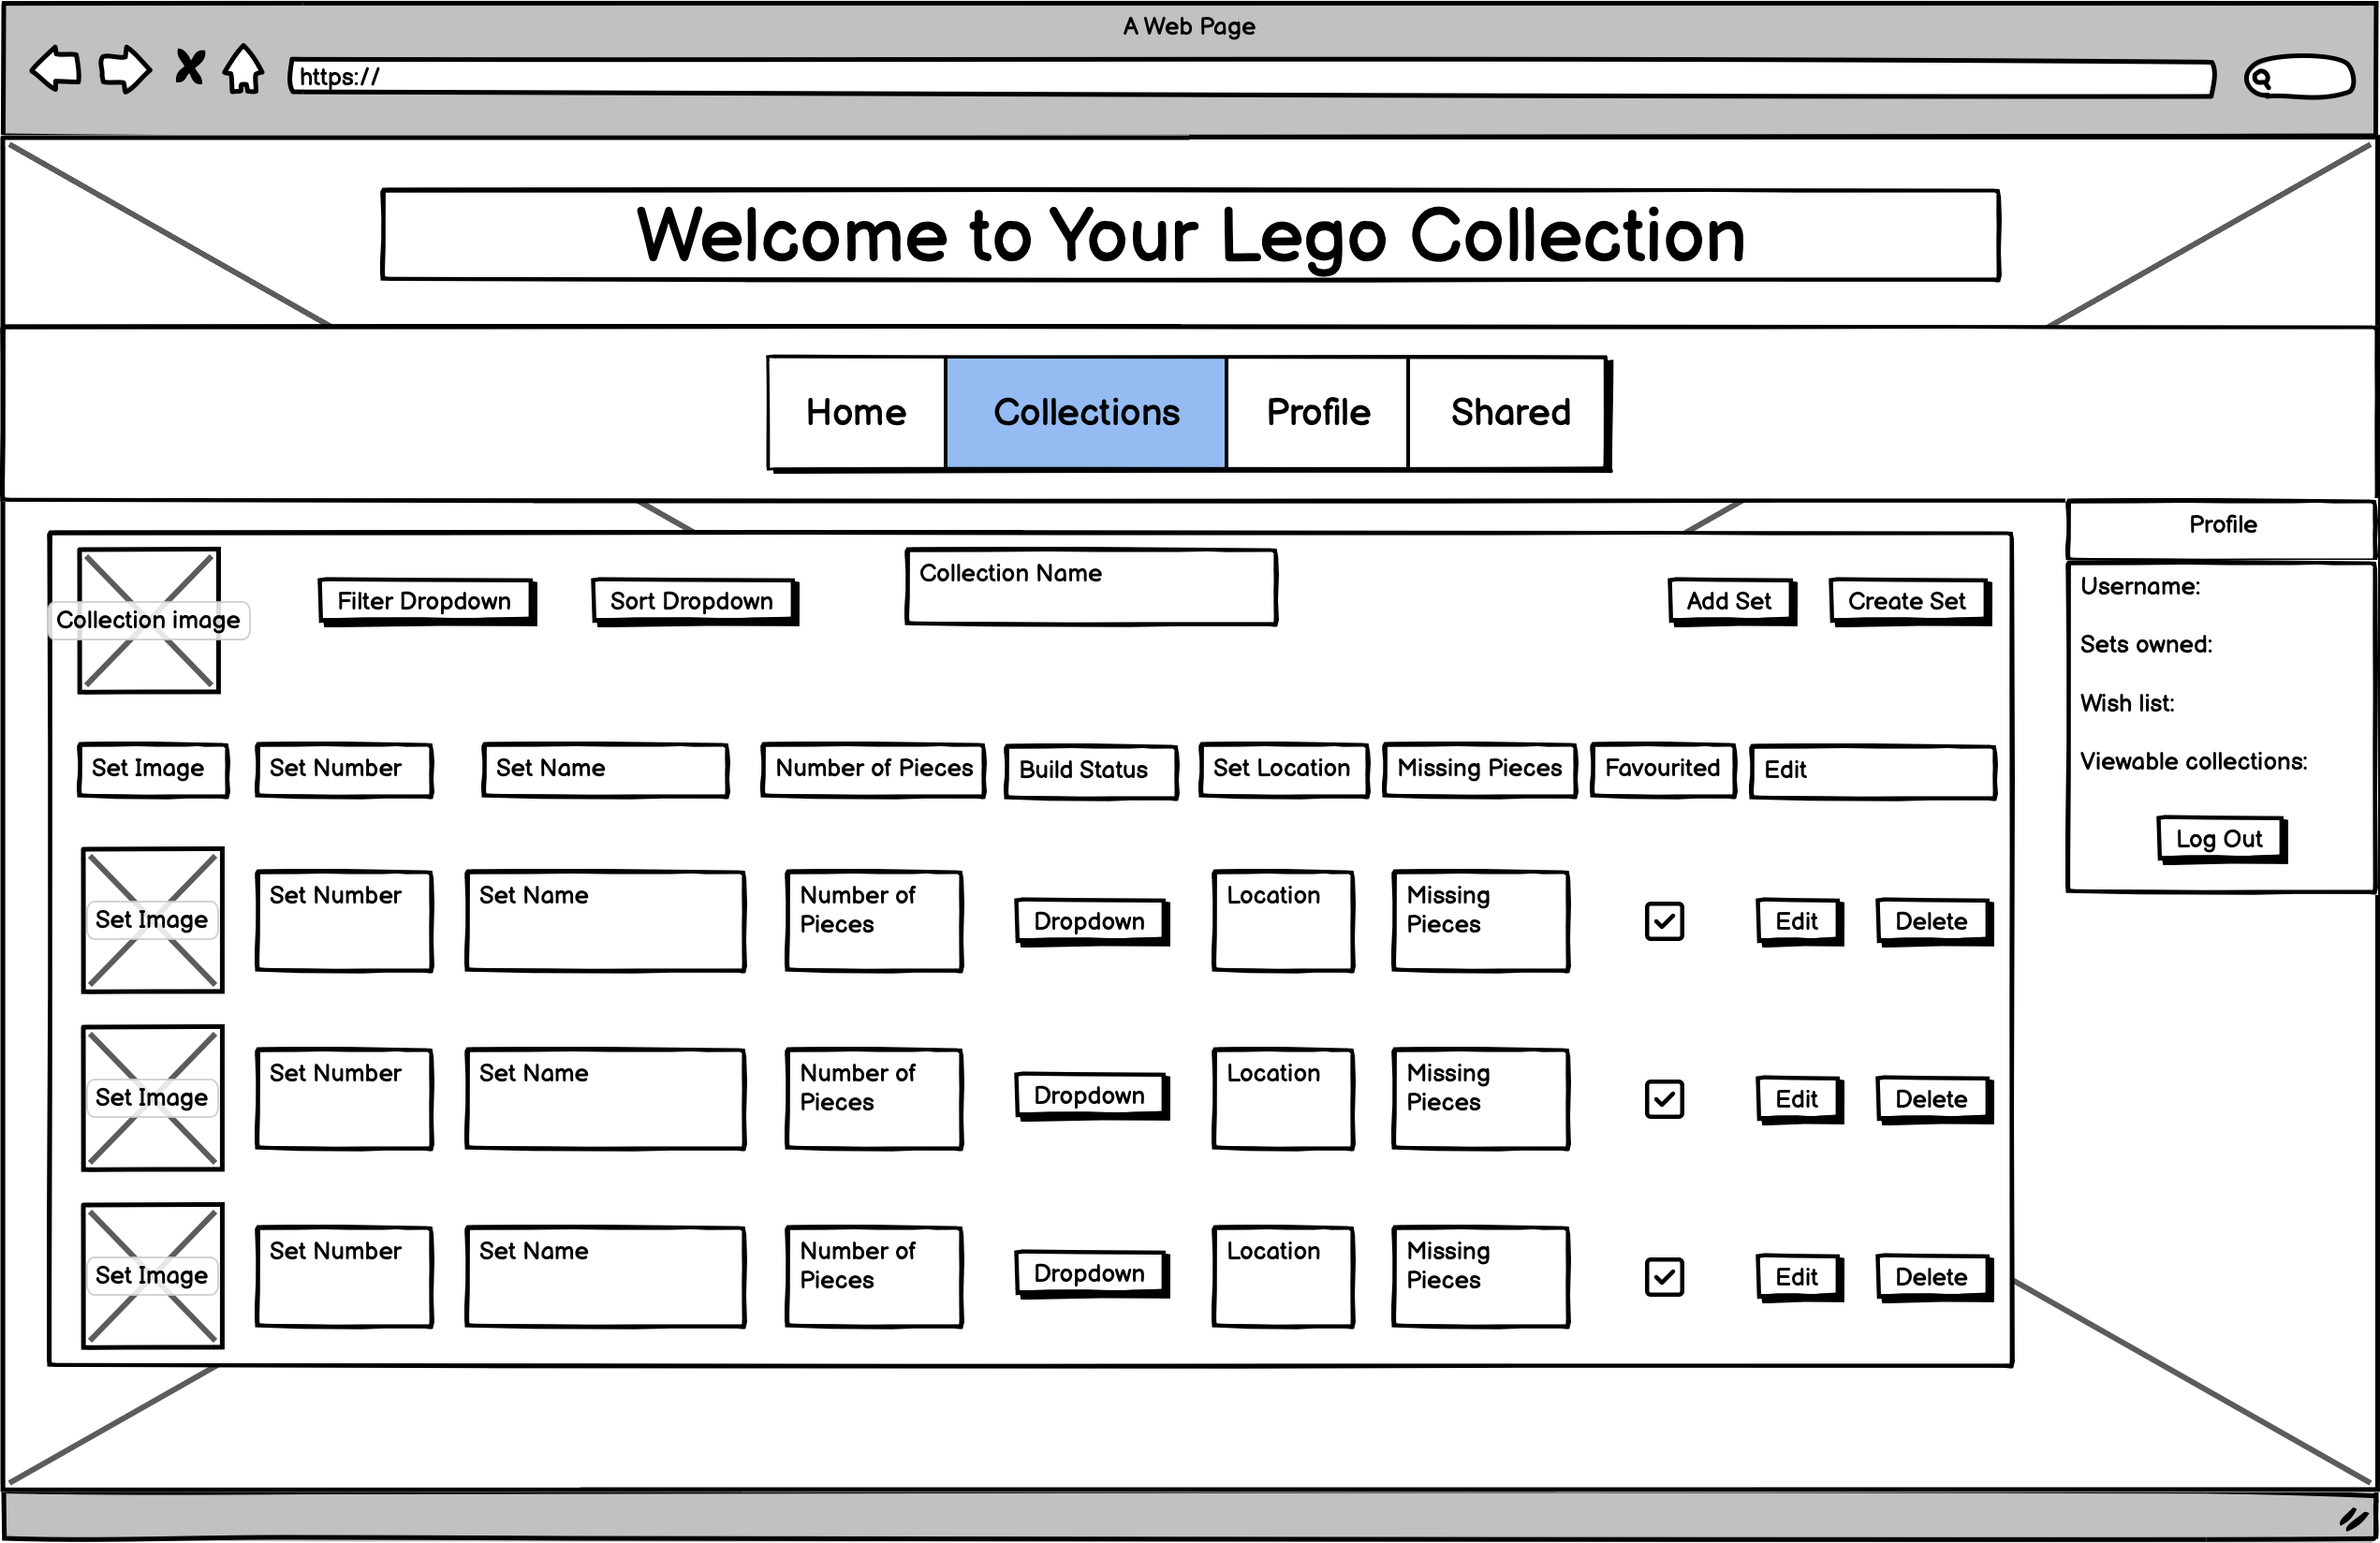 A Web Page
https://
Welcome to Your Lego Collection
Home Collections Profile Shared
Profile
Collection image
Filter Dropdown Sort Dropdown
Collection Name
Add Set Create Set
Username:
Sets owned:
Wish list:
Viewable collections:
Log Out
Set Image Set Number Set Name Number of Pieces Build Status Set Location Missing Pieces Favourited Edit
Set Image
Set Number
Set Name
Number of
Pieces
Dropdown
Location
Missing
Pieces
Edit Delete
Set Image
Set Number
Set Name
Number of
Pieces
Dropdown
Location
Missing
Pieces
Edit Delete
Set Image
Set Number
Set Name
Number of
Pieces
Dropdown
Location
Missing
Pieces
Edit Delete